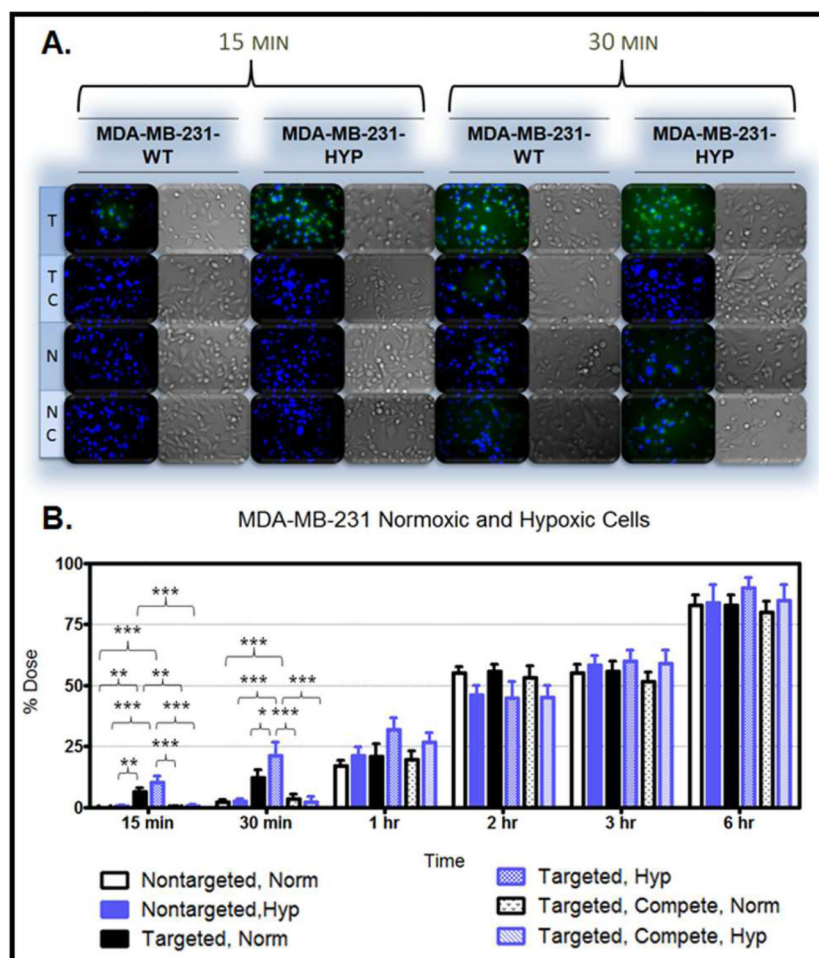 A.
15 MIN
30 MIN
MDA-MB-231-
WT
MDA-MB-231-
HYP
MDA-MB-231-
WT
MDA-MB-231-
HYP
T
T
C
N
N
C
B.
MDA-MB-231 Normoxic and Hypoxic Cells
% Dose
100
75
50
25
0
***
***
**
**
***
***
**
***
***
***
***
*
***
15 min
30 min
1 hr
2 hr
3 hr
6 hr
Time
Nontargeted, Norm
Nontargeted,Hyp
Targeted, Norm
Targeted, Hyp
Targeted, Compete, Norm
Targeted, Compete, Hyp